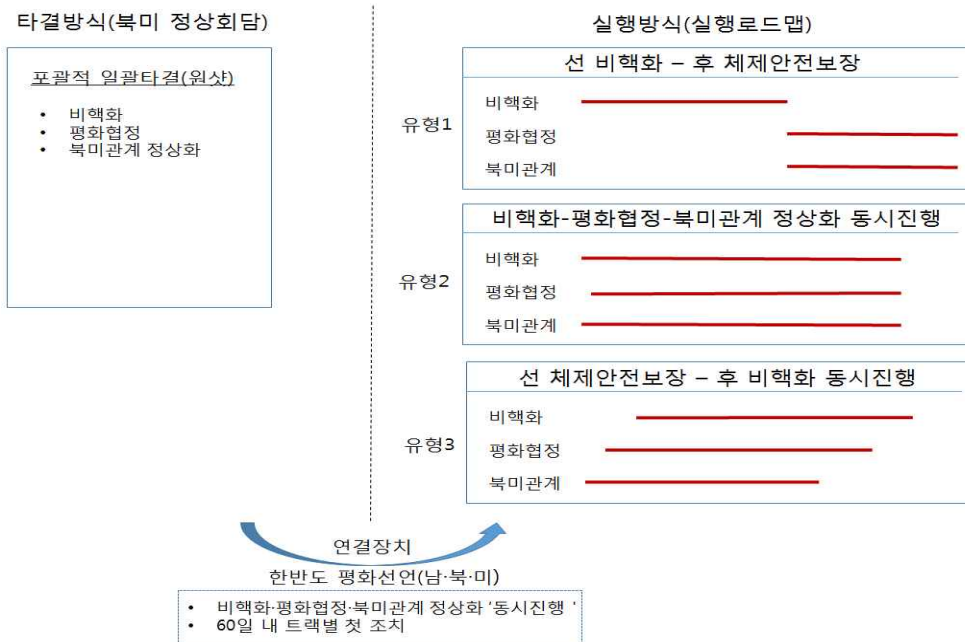 타결방식(북미 정상회담)
포괄적 일괄타결(원샷)
• 비핵화
• 평화협정
• 북미관계 정상화
실행방식(실행로드맵)
유형1
선 비핵화 – 후 체제안전보장
비핵화
평화협정
북미관계
유형2
비핵화-평화협정-북미관계 정상화 동시진행
비핵화
평화협정
북미관계
유형3
선 체제안전보장 – 후 비핵화 동시진행
비핵화
평화협정
북미관계
연결장치
한반도 평화선언(남·북·미)
• 비핵화·평화협정·북미관계 정상화 '동시진행 '
• 60일 내 트랙별 첫 조치